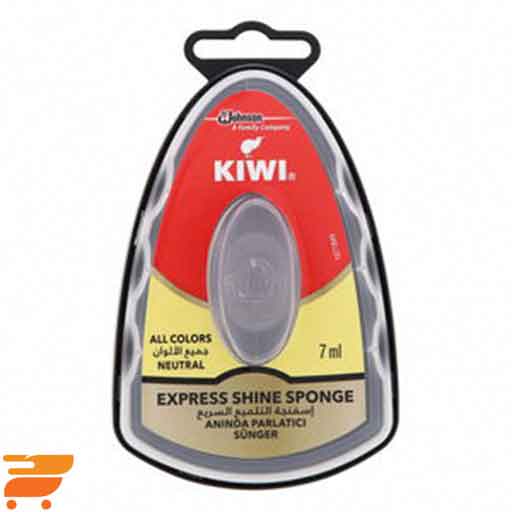 Johnson
A Family Company
KIWI®
ALL COLORS
جميع الألوان
NEUTRAL
7 ml
EXPRESS SHINE SPONGE
إسفنجة التلميع السريع
ANINDA PARLATICI
SÜNGER